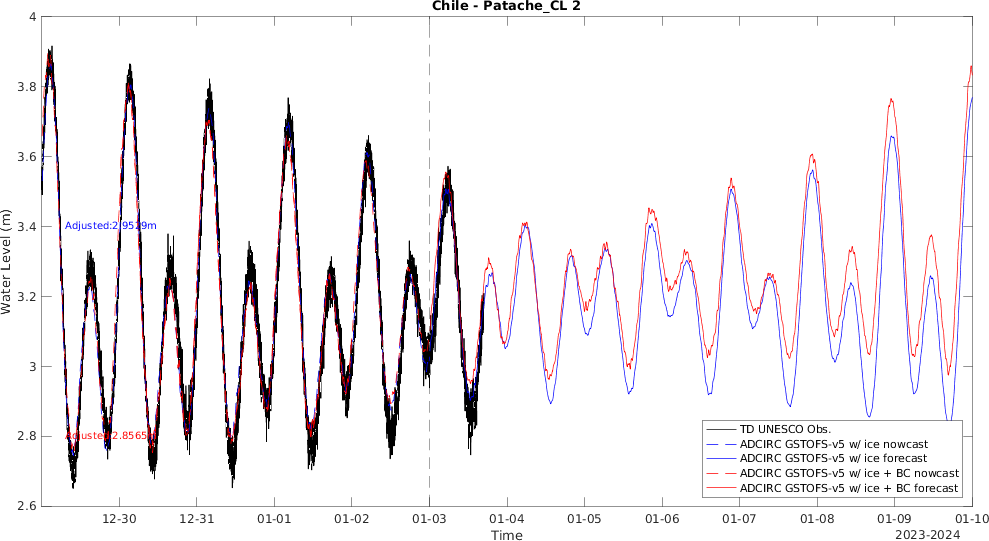 Chile - Patache_CL 2
4
3.8
3.6
3.4
3.2
3
2.8
2.6
Water Level (m)
Adjusted:2.9529m
Adjusted:2.8565m
TD UNESCO Obs.
ADCIRC GSTOFS-v5 w/ ice nowcast
ADCIRC GSTOFS-v5 w/ ice forecast
ADCIRC GSTOFS-v5 w/ ice + BC nowcast
ADCIRC GSTOFS-v5 w/ ice + BC forecast
12-30 12-31 01-01 01-02 01-03 01-04 01-05 01-06 01-07 01-08 01-09 01-10
Time
2023-2024